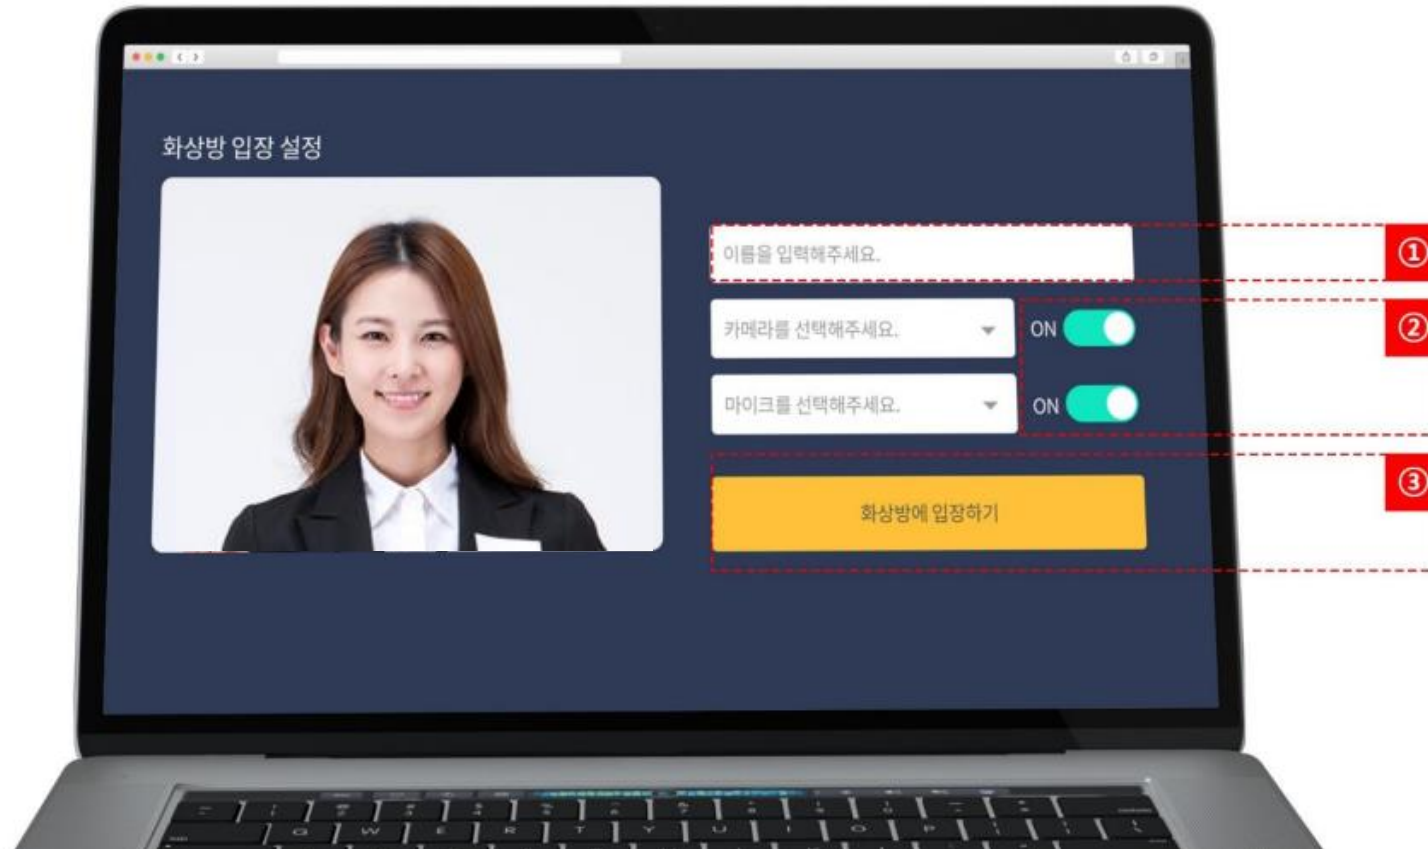 화상방 입장 설정
이름을 입력해주세요.
①
카메라를 선택해주세요.
ON
②
마이크를 선택해주세요.
ON
화상방에 입장하기
③
Q W E R T Y U I O P